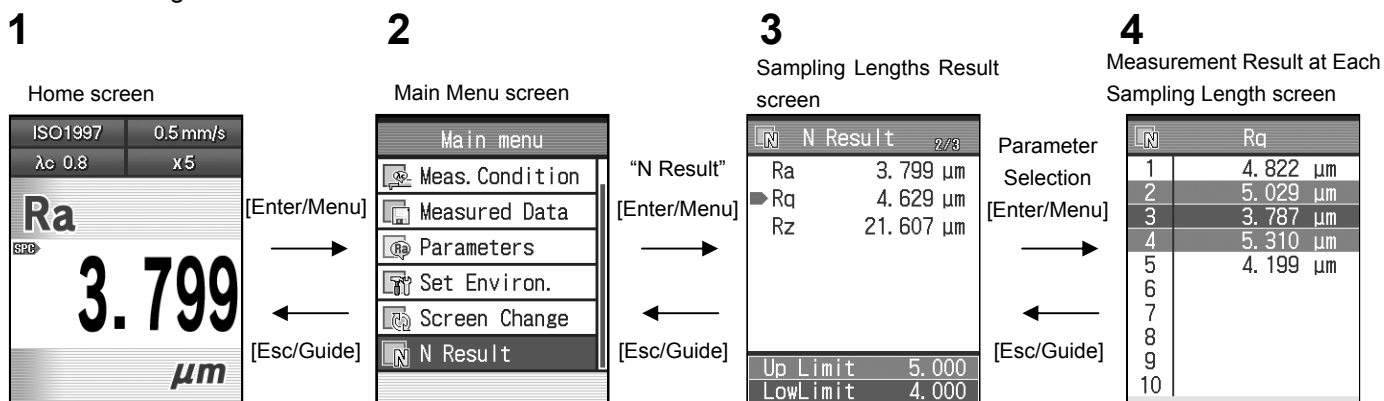 1
Home screen
ISO1997 0.5mm/s
λc 0.8 X5
Ra
SPC
3.799
µm
[Enter/Menu]
[Esc/Guide]
2
Main Menu screen
Main menu
Meas.Condition
Measured Data
Parameters
Set Environ.
Screen Change
N Result
"N Result"
[Enter/Menu]
[Esc/Guide]
3
Sampling Lengths Result
screen
N Result 2/3
Ra 3.799 µm
Rq 4.629 µm
Rz 21.607 µm
Up Limit 5.000
LowLimit 4.000
Parameter
Selection
[Enter/Menu]
[Esc/Guide]
4
Measurement Result at Each
Sampling Length screen
N Rq
1 4.822 µm
2 5.029 µm
3 3.787 µm
4 5.310 µm
5 4.199 µm
6
7
8
9
10